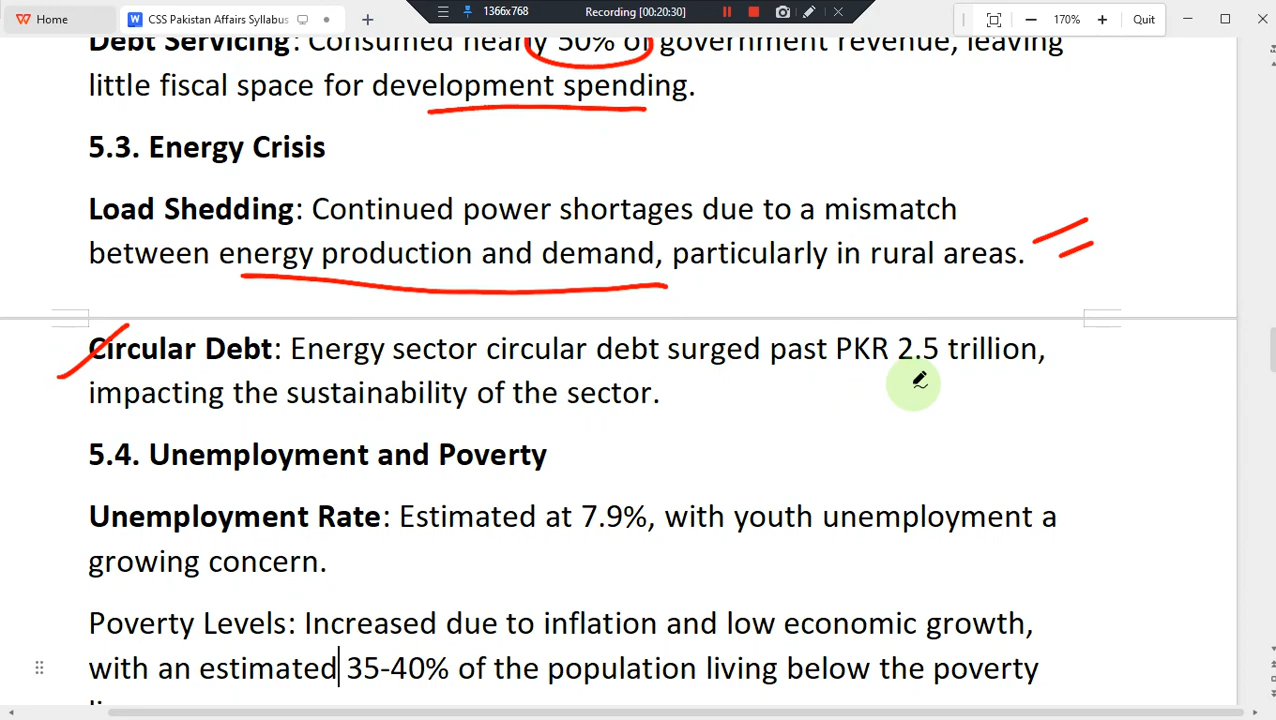 Home
CSS Pakistan Affairs Syllabus
1366x768
Recording [00:20:30]
170%
Quit
Debt Servicing: Consumed nearly 50% of government revenue, leaving
little fiscal space for development spending.
5.3. Energy Crisis
Load Shedding: Continued power shortages due to a mismatch
between energy production and demand, particularly in rural areas.
Circular Debt: Energy sector circular debt surged past PKR 2.5 trillion,
impacting the sustainability of the sector.
5.4. Unemployment and Poverty
Unemployment Rate: Estimated at 7.9%, with youth unemployment a
growing concern.
Poverty Levels: Increased due to inflation and low economic growth,
with an estimated 35-40% of the population living below the poverty